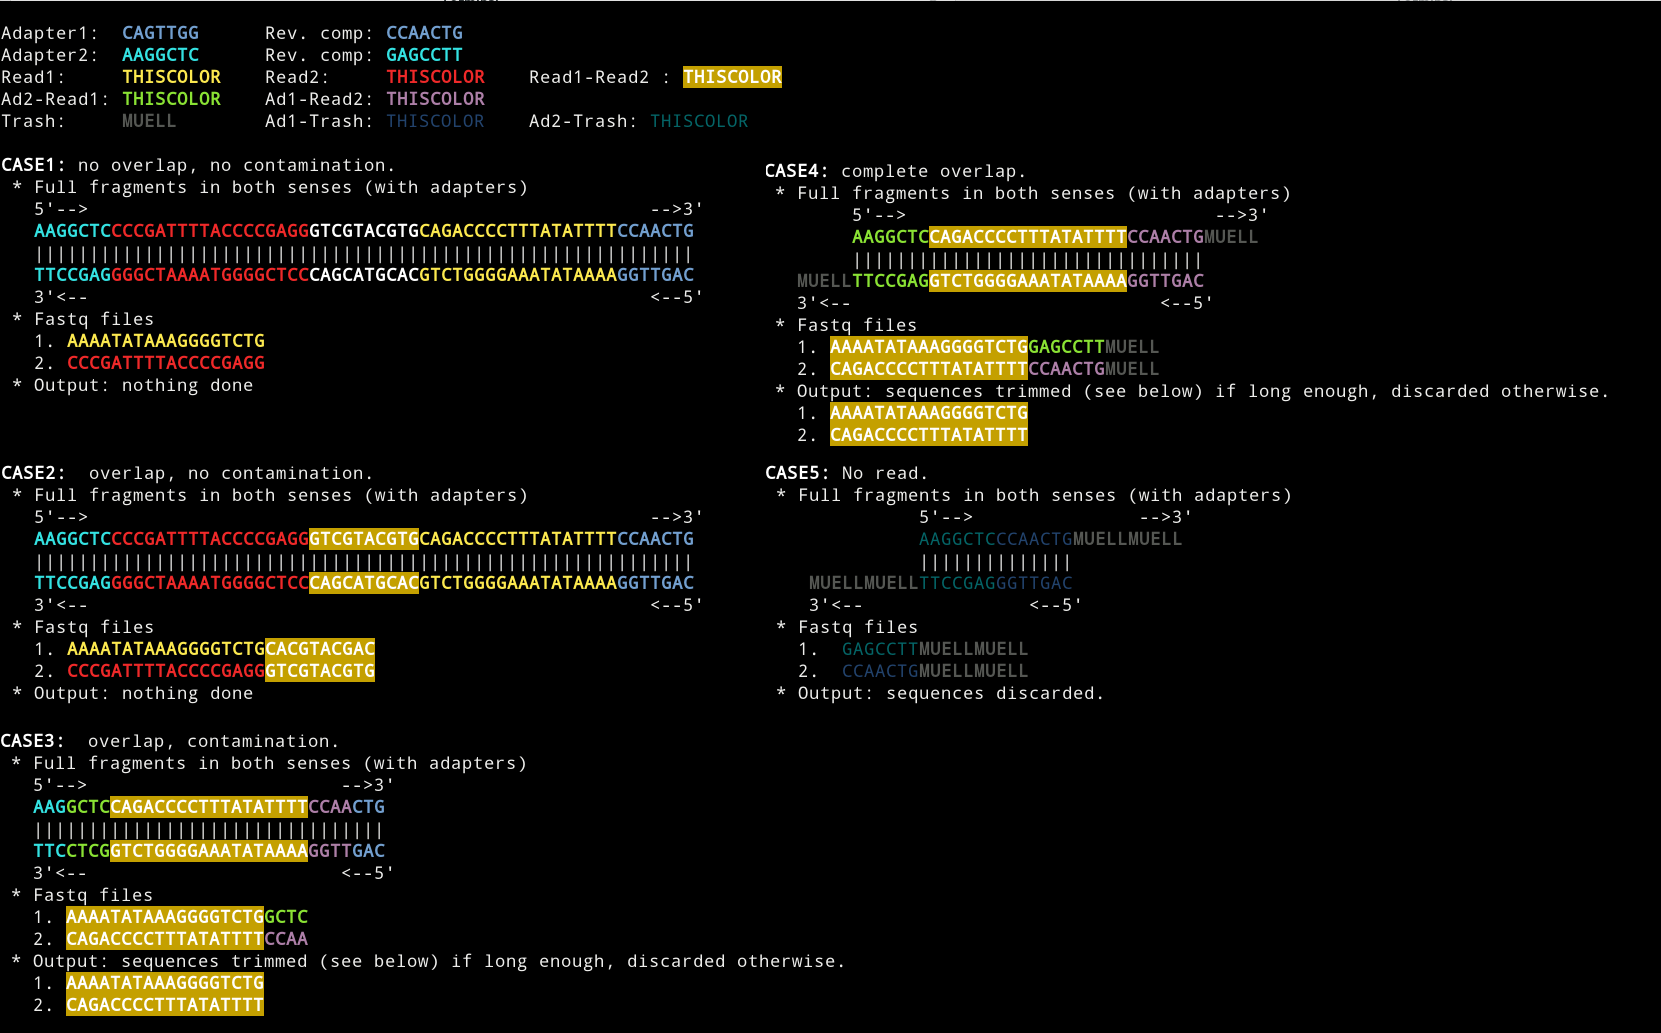 Adapter1: CAGTTGG Rev. comp: CCAACTG
Adapter2: AAGGCTC Rev. comp: GAGCCTT
Read1: THISCOLOR Read2: THISCOLOR Read1-Read2 : THISCOLOR
Ad2-Read1: THISCOLOR Ad1-Read2: THISCOLOR
Trash: MUELL Ad1-Trash: THISCOLOR Ad2-Trash: THISCOLOR
CASE1: no overlap, no contamination.
* Full fragments in both senses (with adapters)
5'--> -->3'
AAGGCTCCCCGATTTTACCCCGAGGGTCGTACGTGCAGACCCCTTTATATTTTCCAACTG
||||||||||||||||||||||||||||||||||||||||||||||||||||||||||||
TTCCGAGGGGCTAAAATGGGGCTCCCAGCATGCACGTCTGGGGAAATATAAAAGGTTGAC
3'<-- <--5'
* Fastq files
1. AAAATATAAAGGGGTCTG
2. CCCGATTTTACCCCGAGG
* Output: nothing done
CASE2: overlap, no contamination.
* Full fragments in both senses (with adapters)
5'--> -->3'
AAGGCTCCCCGATTTTACCCCGAGGGTCGTACGTGCAGACCCCTTTATATTTTCCAACTG
||||||||||||||||||||||||||||||||||||||||||||||||||||||||||||
TTCCGAGGGGCTAAAATGGGGCTCCCAGCATGCACGTCTGGGGAAATATAAAAGGTTGAC
3'<-- <--5'
* Fastq files
1. AAAATATAAAGGGGTCTGCACGTACGAC
2. CCCGATTTTACCCCGAGGGTCGTACGTG
* Output: nothing done
CASE3: overlap, contamination.
* Full fragments in both senses (with adapters)
5'--> -->3'
AAGGCTCCAGACCCCTTTATATTTTCCAACTG
||||||||||||||||||||||||||||||||
TTCCTCGGTCTGGGGAAATATAAAAGGTTGAC
3'<-- <--5'
* Fastq files
1. AAAATATAAAGGGGTCTGGCTC
2. CAGACCCCTTTATATTTTCCAA
* Output: sequences trimmed (see below) if long enough, discarded otherwise.
1. AAAATATAAAGGGGTCTG
2. CAGACCCCTTTATATTTT
CASE4: complete overlap.
* Full fragments in both senses (with adapters)
5'--> -->3'
AAGGCTCCAGACCCCTTTATATTTTCCAACTGMUELL
||||||||||||||||||||||||||||||||
MUELLTTCCGAGGTCTGGGGAAATATAAAAGGTTGAC
3'<-- <--5'
* Fastq files
1. AAAATATAAAGGGGTCTGGAGCCTTMUELL
2. CAGACCCCTTTATATTTTCCAACTGMUELL
* Output: sequences trimmed (see below) if long enough, discarded otherwise.
1. AAAATATAAAGGGGTCTG
2. CAGACCCCTTTATATTTT
CASE5: No read.
* Full fragments in both senses (with adapters)
5'--> -->3'
AAGGCTCCCAACTGMUELLMUELL
||||||||||||||
MUELLMUELLTTCCGAGGGTTGAC
3'<-- <--5'
* Fastq files
1. GAGCCTTMUELLMUELL
2. CCAACTGMUELLMUELL
* Output: sequences discarded.